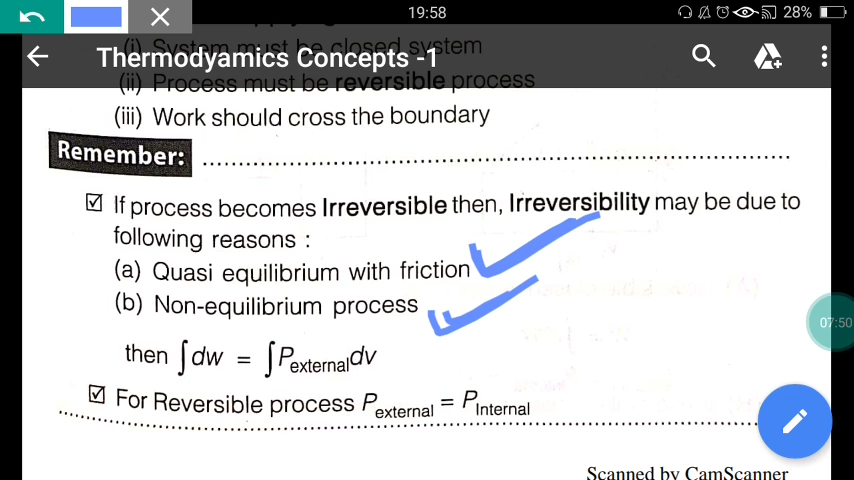 19:58
28%
Thermodyamics Concepts -1
(i) System must be closed system
(ii) Process must be reversible process
(iii) Work should cross the boundary
Remember:
If process becomes Irreversible then, Irreversibility may be due to
following reasons :
(a) Quasi equilibrium with friction
(b) Non-equilibrium process
07:50
then ∫dw = ∫P_external dv
For Reversible process P_external = P_Internal
Scanned by CamScanner